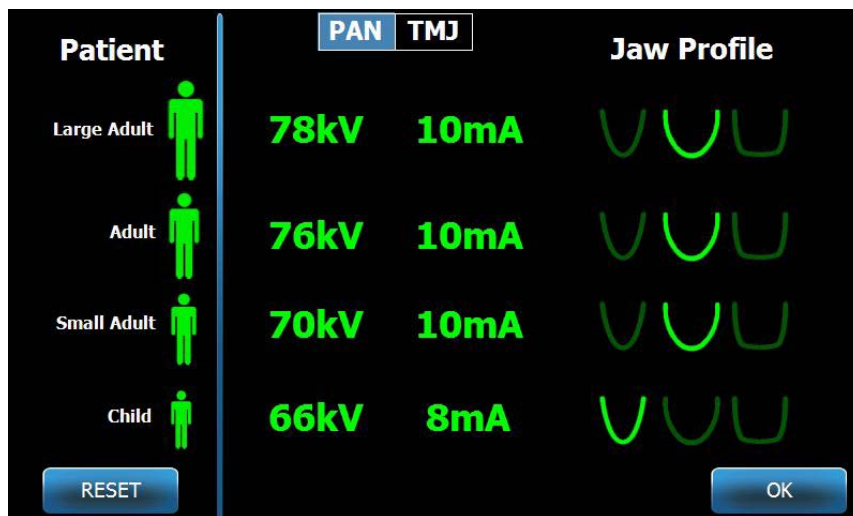 Patient
PAN TMJ
Jaw Profile
Large Adult 78kV 10mA
Adult 76kV 10mA
Small Adult 70kV 10mA
Child 66kV 8mA
RESET
OK